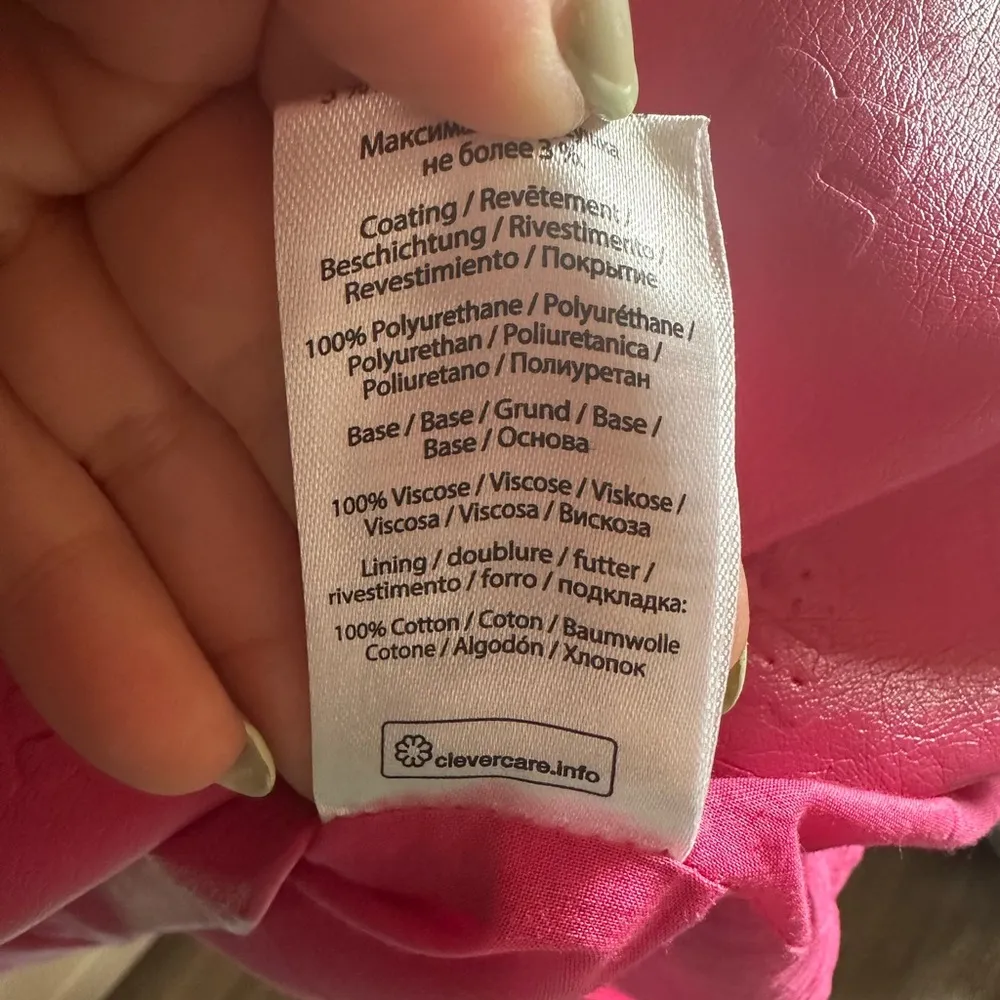 3%
не более 3%.
Coating / Revētement /
Beschichtung / Rivestimento /
Revestimiento / Покрытие
100% Polyurethane / Polyuréthane /
Polyurethan / Poliuretanica /
Poliuretano / Полиуретан
Base / Base / Grund / Base /
Base / Основа
100% Viscose / Viscose / Viskose /
Viscosa / Viscosa / Вискоза
Lining / doublure / futter /
rivestimento / forro / подкладка:
100% Cotton / Coton / Baumwolle
Cotone / Algodón / Хлопок
clevercare.info